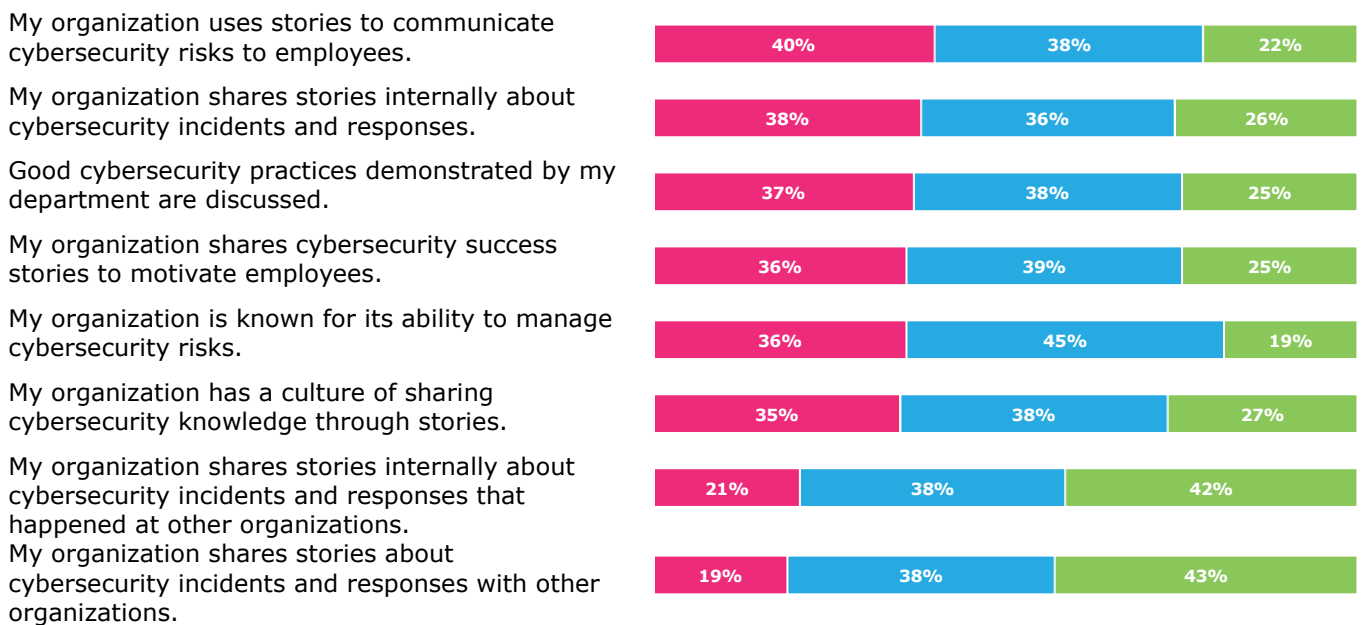 My organization uses stories to communicate
cybersecurity risks to employees.
40% 38% 22%
My organization shares stories internally about
cybersecurity incidents and responses.
38% 36% 26%
Good cybersecurity practices demonstrated by my
department are discussed.
37% 38% 25%
My organization shares cybersecurity success
stories to motivate employees.
36% 39% 25%
My organization is known for its ability to manage
cybersecurity risks.
36% 45% 19%
My organization has a culture of sharing
cybersecurity knowledge through stories.
35% 38% 27%
My organization shares stories internally about
cybersecurity incidents and responses that
happened at other organizations.
21% 38% 42%
My organization shares stories about
cybersecurity incidents and responses with other
organizations.
19% 38% 43%